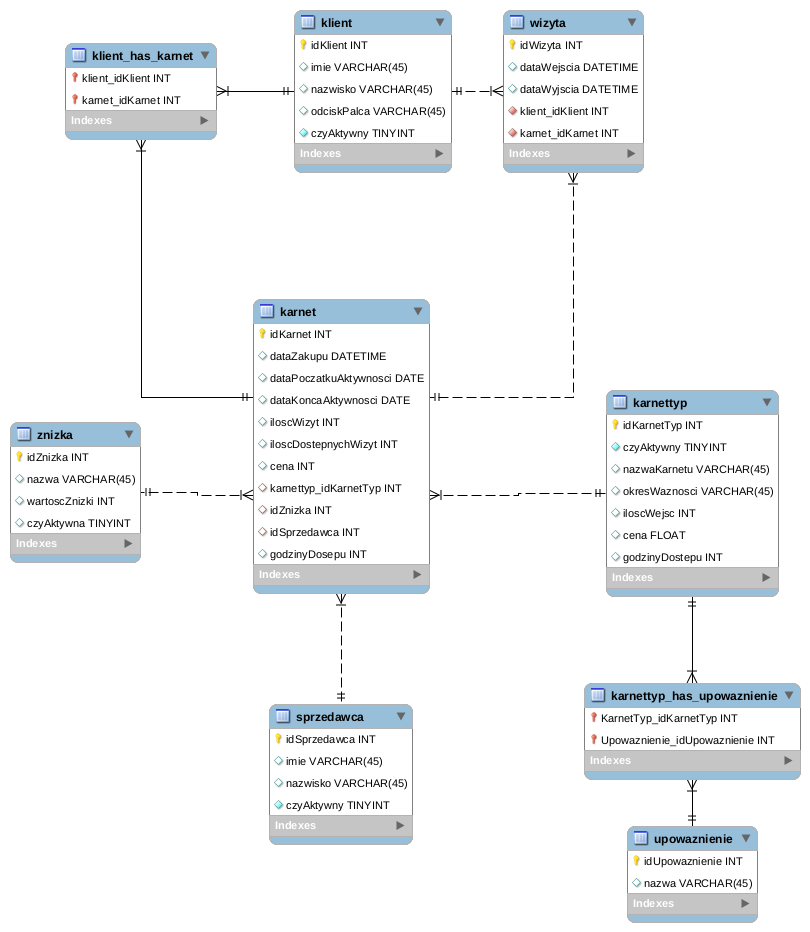 klient_has_karnet
klient_idKlient INT
karnet_idKarnet INT
Indexes
klient
idKlient INT
imie VARCHAR(45)
nazwisko VARCHAR(45)
odciskPalca VARCHAR(45)
czyAktywny TINYINT
Indexes
wizyta
idWizyta INT
dataWejscia DATETIME
dataWyjscia DATETIME
klient_idKlient INT
karnet_idKarnet INT
Indexes
karnet
idKarnet INT
dataZakupu DATETIME
dataPoczatkuAktywnosci DATE
dataKoncaAktywnosci DATE
iloscWizyt INT
iloscDostepnychWizyt INT
cena INT
karnettyp_idKarnetTyp INT
idZnizka INT
idSprzedawca INT
godzinyDosepu INT
Indexes
znizka
idZnizka INT
nazwa VARCHAR(45)
wartoscZnizki INT
czyAktywna TINYINT
Indexes
karnettyp
idKarnetTyp INT
czyAktywny TINYINT
nazwaKarnetu VARCHAR(45)
okresWaznosci VARCHAR(45)
iloscWejsc INT
cena FLOAT
godzinyDostepu INT
Indexes
sprzedawca
idSprzedawca INT
imie VARCHAR(45)
nazwisko VARCHAR(45)
czyAktywny TINYINT
Indexes
karnettyp_has_upowaznienie
KarnetTyp_idKarnetTyp INT
Upowaznienie_idUpowaznienie INT
Indexes
upowaznienie
idUpowaznienie INT
nazwa VARCHAR(45)
Indexes